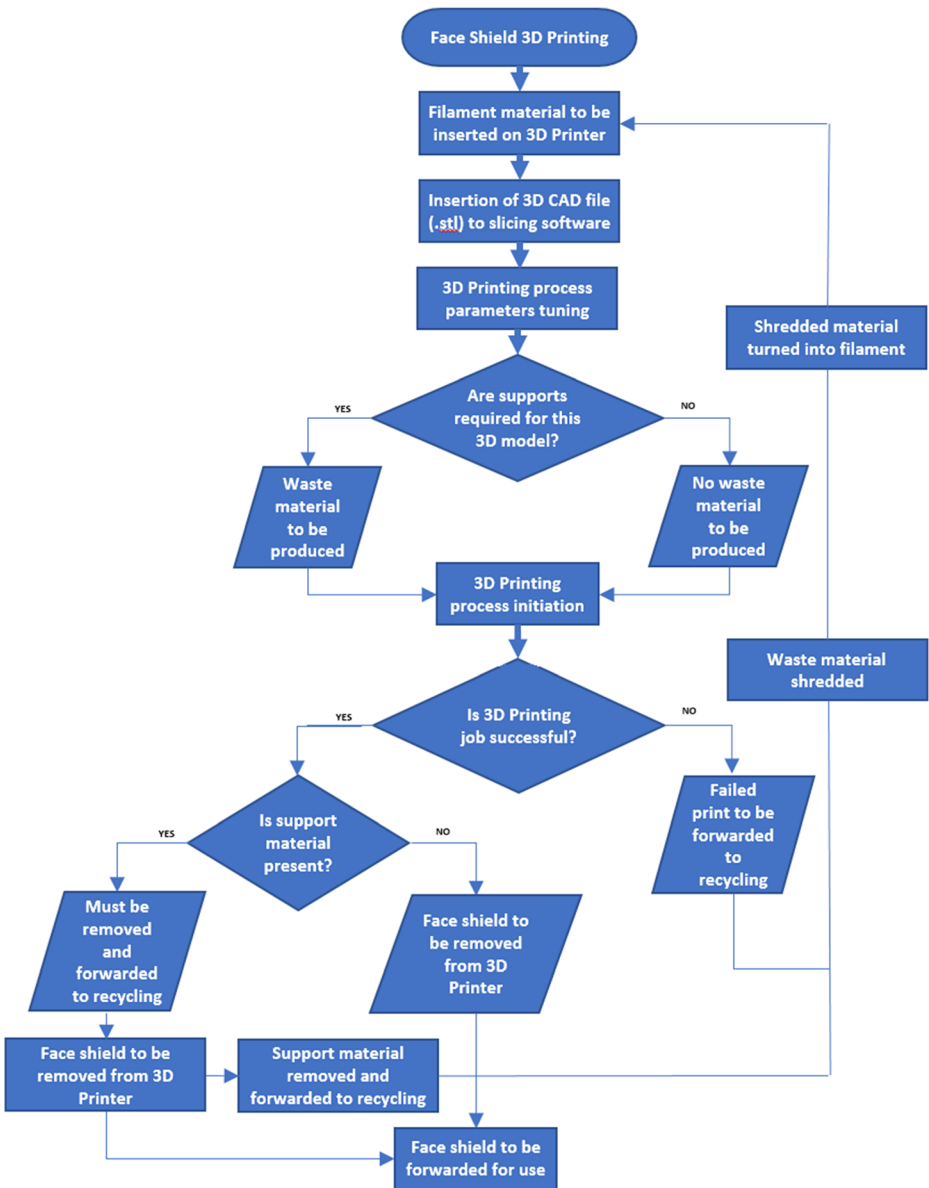 Face Shield 3D Printing
Filament material to be
inserted on 3D Printer
Insertion of 3D CAD file
(.stl) to slicing software
3D Printing process
parameters tuning
Shredded material
turned into filament
Are supports
required for this
3D model?
YES
NO
Waste
material
to be
produced
No waste
material
to be
produced
3D Printing
process initiation
Waste material
shredded
Is 3D Printing
job successful?
YES
NO
Failed
print to be
forwarded
to
recycling
Is support
material
present?
YES
NO
Must be
removed
and
forwarded
to recycling
Face shield to
be removed
from 3D
Printer
Face shield to be
removed from 3D
Printer
Support material
removed and
forwarded to recycling
Face shield to be
forwarded for use